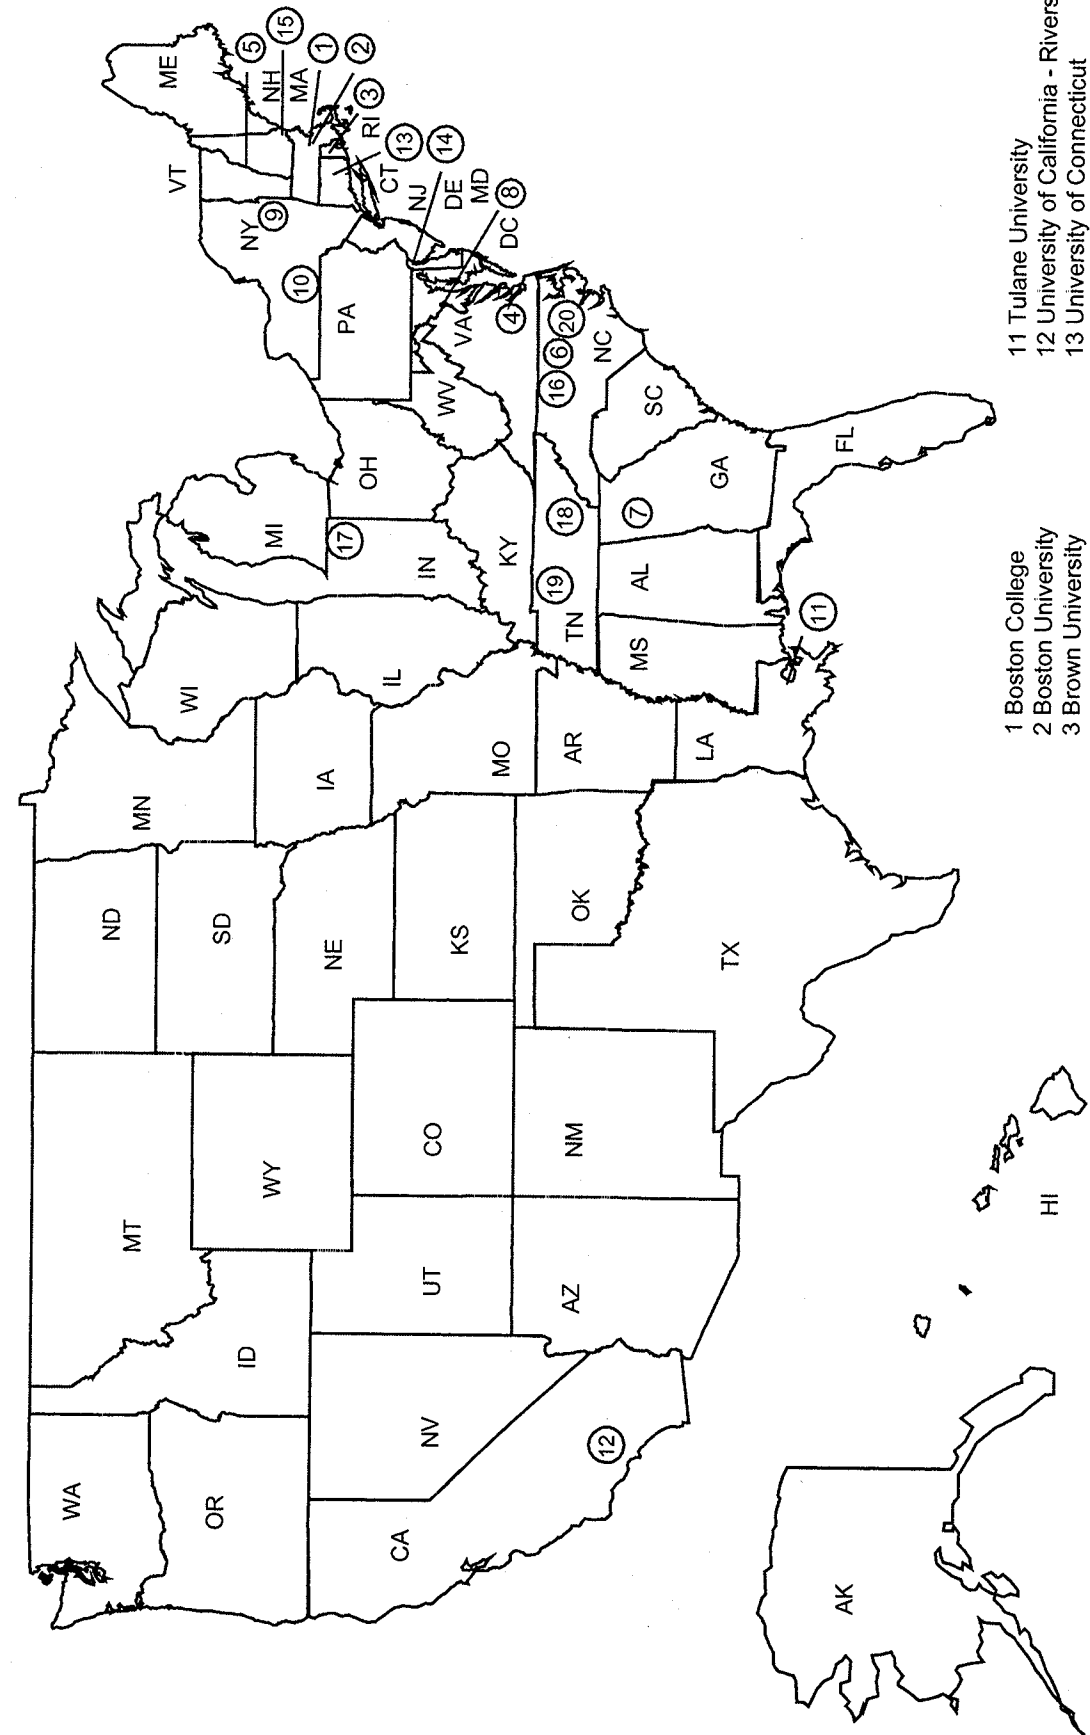 WA
MT
ND
MN
ME
VT
5
15
NH
MA
1
2
3
RI
13
CT
14
NJ
DE
MD
8
DC
OR
ID
WY
SD
WI
MI
NY
9
10
PA
NE
IA
IL
IN
17
OH
WV
VA
4
NV
UT
CO
KS
MO
KY
CA
12
AZ
NM
OK
AR
TN
19
18
16
6
20
NC
SC
TX
LA
MS
AL
7
GA
11
FL
AK
HI
1 Boston College
2 Boston University
3 Brown University
11 Tulane University
12 University of California - Rivers
13 University of Connecticut